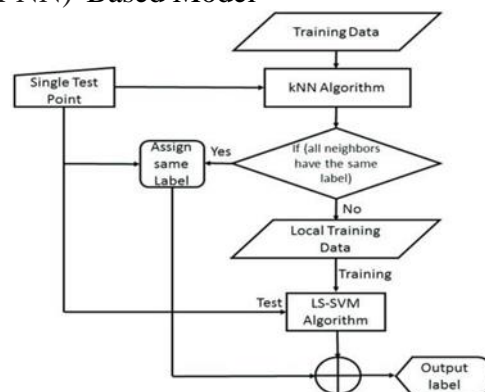 NN) Based Model
Training Data
Single Test
Point
kNN Algorithm
Assign
same
Label
Yes
If (all neighbors
have the same
label)
No
Local Training
Data
Training
Test
LS-SVM
Algorithm
Output
label